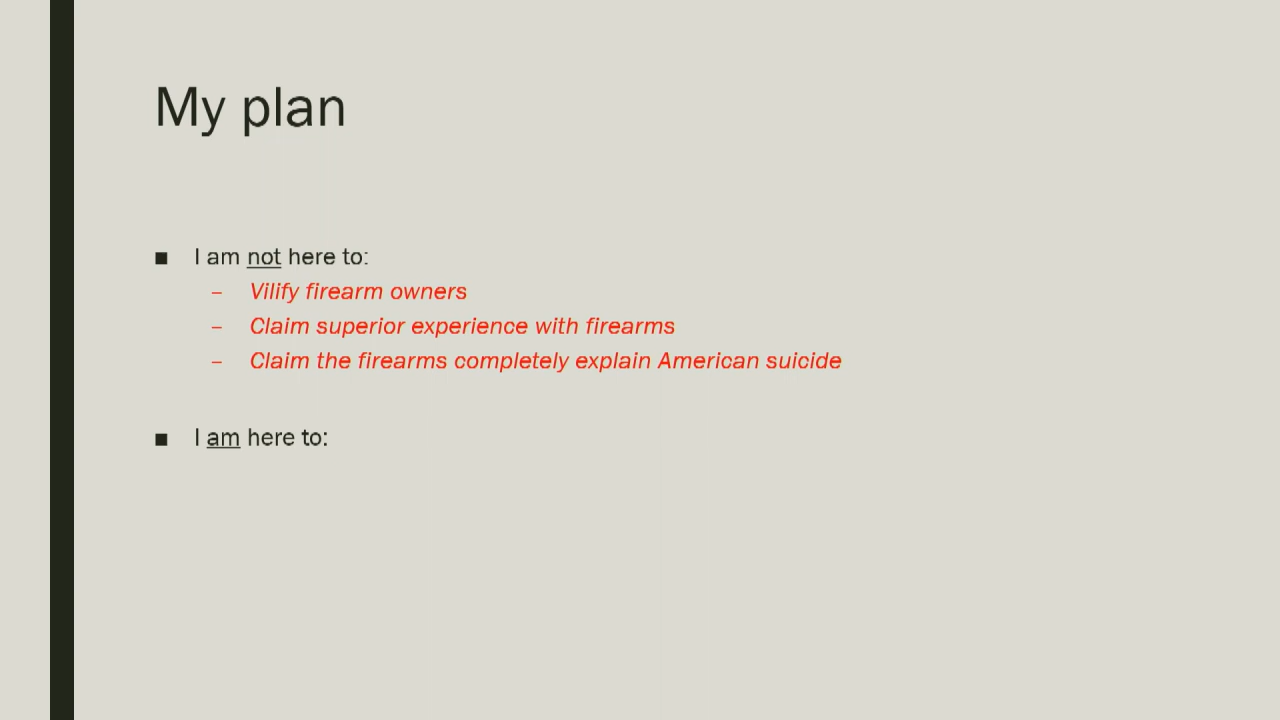 My plan
■ I am not here to:
– Vilify firearm owners
– Claim superior experience with firearms
– Claim the firearms completely explain American suicide
■ I am here to: